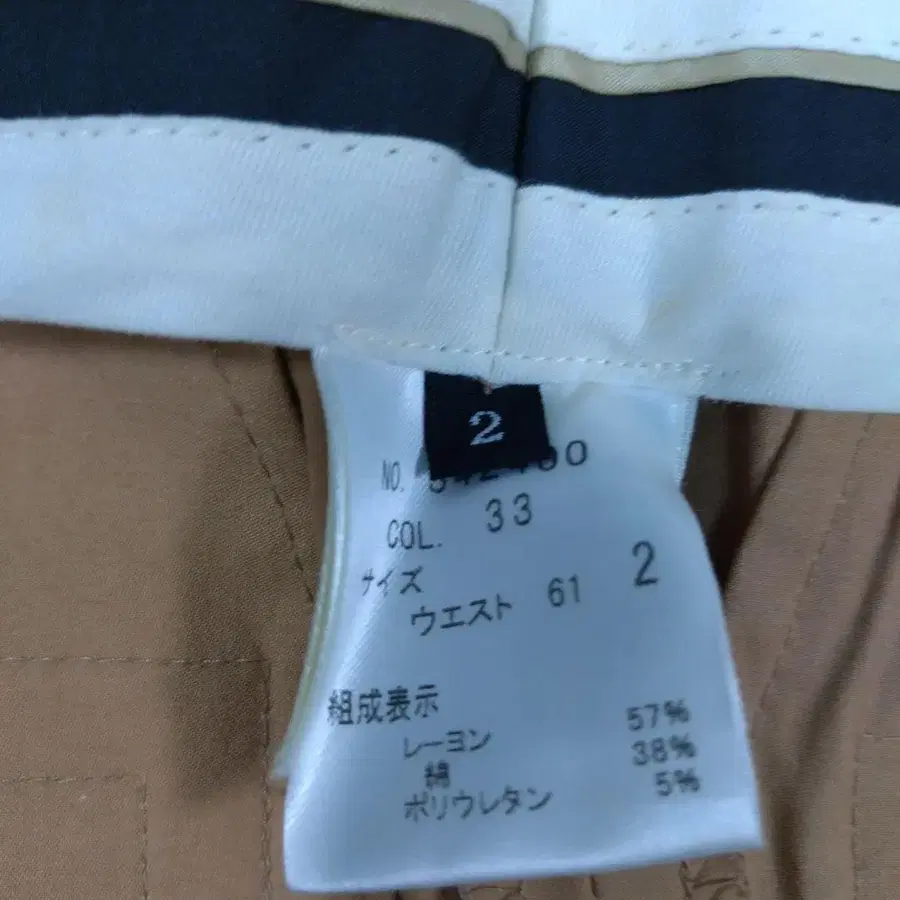 2
NO.
COL. 33
サイズ 2
ウエスト 61
組成表示
レーヨン 57%
綿 38%
ポリウレタン 5%